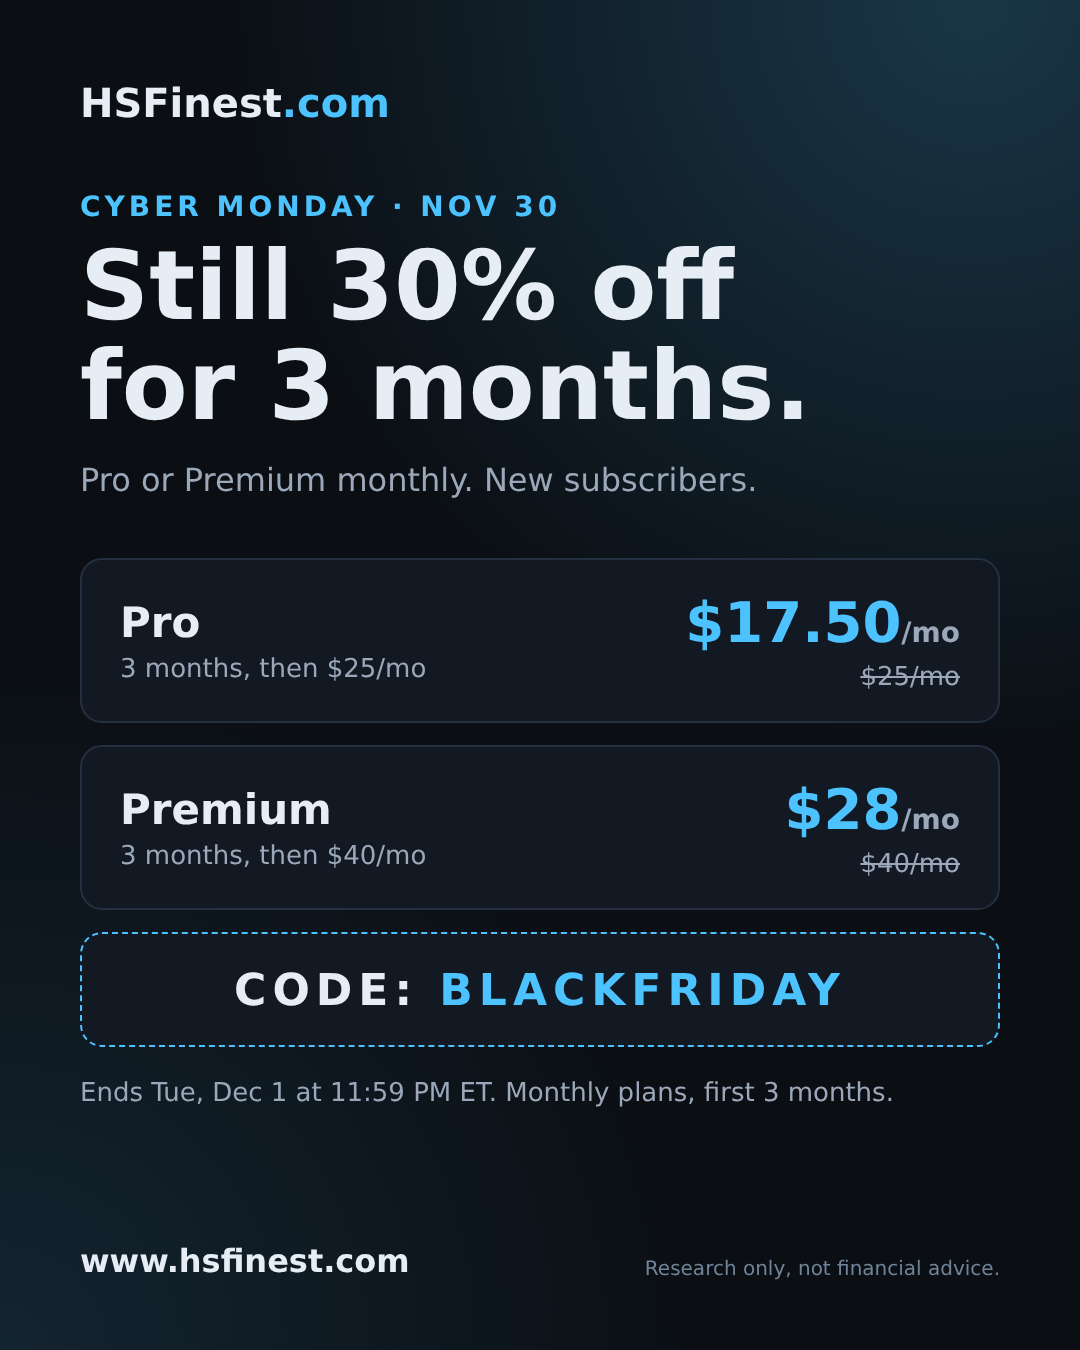 HSFinest.com
CYBER MONDAY · NOV 30
Still 30% off
for 3 months.
Pro or Premium monthly. New subscribers.
Pro
3 months, then $25/mo
$17.50/mo
$25/mo
Premium
3 months, then $40/mo
$28/mo
$40/mo
CODE: BLACKFRIDAY
Ends Tue, Dec 1 at 11:59 PM ET. Monthly plans, first 3 months.
www.hsfinest.com
Research only, not financial advice.